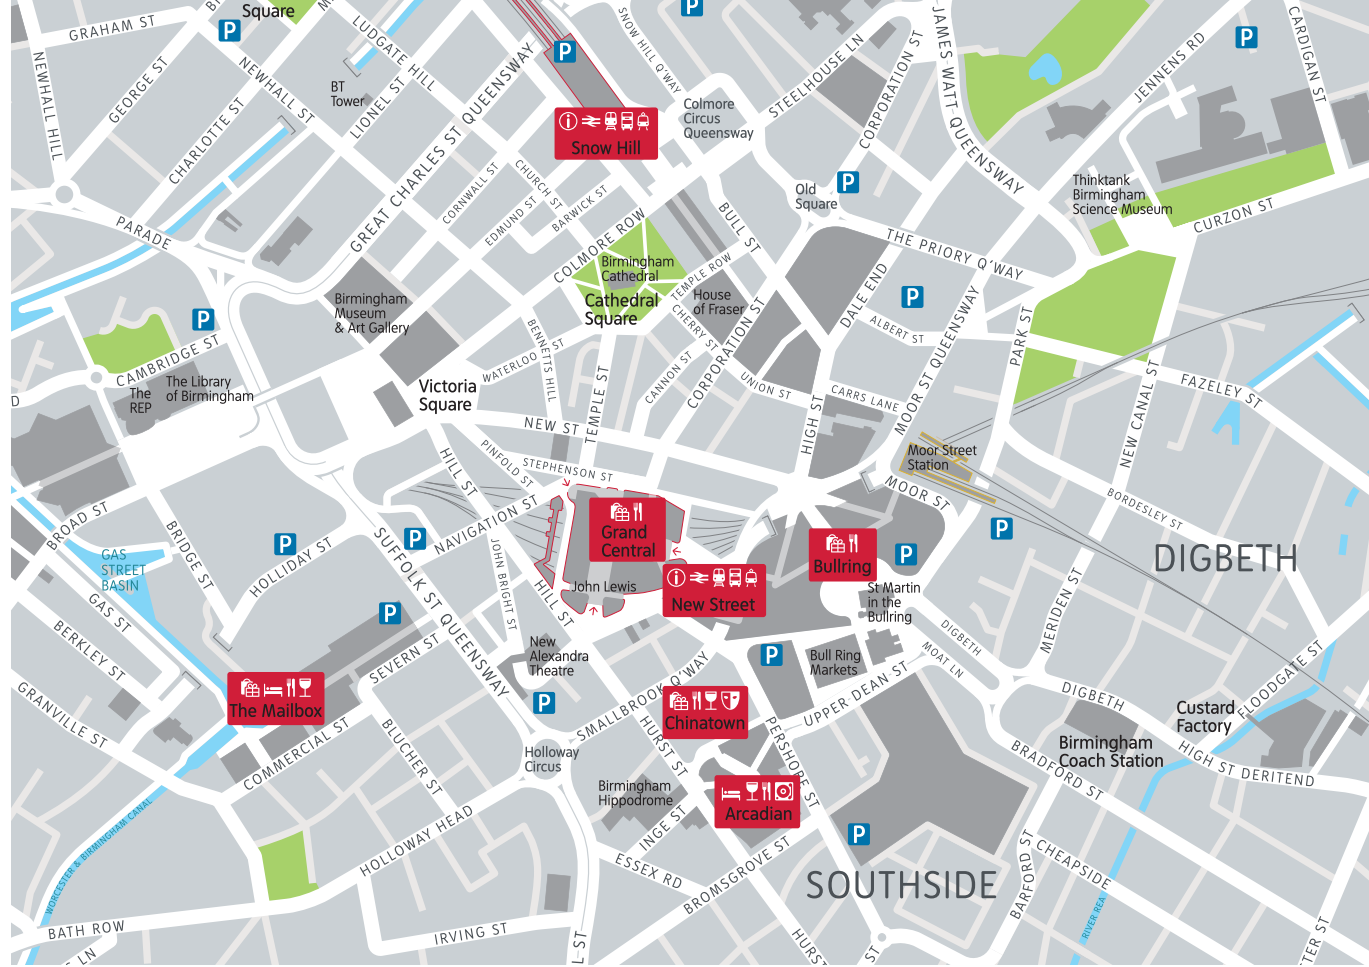 Square
GRAHAM ST
NEWHALL HILL
GEORGE ST
NEWHALL ST
CHARLOTTE ST
LUDGATE HILL
LIONEL ST
BT
Tower
GREAT CHARLES ST QUEENSWAY
P
P
P
P
SNOW HILL Q'WAY
Snow Hill
Colmore
Circus
Queensway
STEELHOUSE LN
CORPORATION ST
JAMES WATT QUEENSWAY
JENNENS RD
CARDIGAN ST
Thinktank
Birmingham
Science Museum
CURZON ST
Old
Square
P
PARADE
CORNWALL ST
CHURCH ST
EDMUND ST
BARWICK ST
COLMORE ROW
BULL ST
THE PRIORY Q'WAY
Birmingham
Cathedral
Cathedral
Square
TEMPLE ROW
House
of Fraser
CHERRY ST
CORPORATION ST
DALE END
ALBERT ST
P
MOOR ST QUEENSWAY
PARK ST
Birmingham
Museum
& Art Gallery
P
CAMBRIDGE ST
The Library
of Birmingham
The
REP
D
Victoria
Square
WATERLOO ST
BENNETTS HILL
TEMPLE ST
CANNON ST
UNION ST
CARRS LANE
HIGH ST
NEW CANAL ST
FAZELEY ST
NEW ST
PINFOLD ST
STEPHENSON ST
HILL ST
NAVIGATION ST
Moor Street
Station
MOOR ST
BORDESLEY ST
DIGBETH
BROAD ST
BRIDGE ST
GAS
STREET
BASIN
GAS ST
HOLLIDAY ST
P
P
SUFFOLK ST QUEENSWAY
JOHN BRIGHT ST
HILL ST
Grand
Central
John Lewis
New Street
Bullring
P
P
St Martin
in the
Bullring
MERIDEN ST
BERKLEY ST
GRANVILLE ST
P
SEVERN ST
The Mailbox
COMMERCIAL ST
BLUCHER ST
New
Alexandra
Theatre
P
SMALLBROOK Q'WAY
P
Bull Ring
Markets
DIGBETH
MOAT LN
UPPER DEAN ST
Chinatown
HURST ST
PERSHORE ST
DIGBETH
Custard
Factory
FLOODGATE ST
Birmingham
Coach Station
HIGH ST DERITEND
BRADFORD ST
Holloway
Circus
Birmingham
Hippodrome
INGE ST
Arcadian
HOLLOWAY HEAD
ESSEX RD
BROMSGROVE ST
P
SOUTHSIDE
BARFORD ST
CHEAPSIDE
RIVER REA
WORCESTER & BIRMINGHAM CANAL
BATH ROW
IRVING ST
HURST
ST
LN
L ST
TER ST